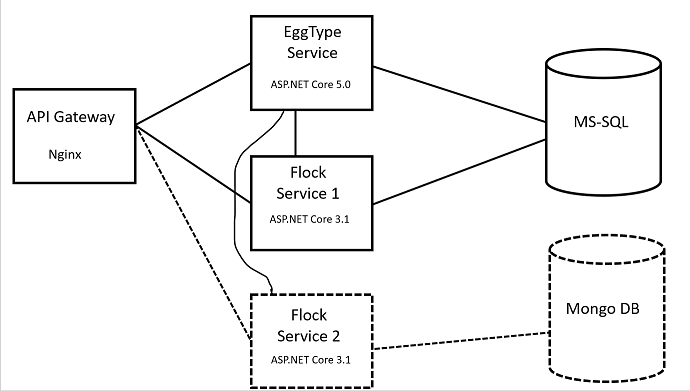 API Gateway
Nginx
EggType
Service
ASP.NET Core 5.0
Flock
Service 1
ASP.NET Core 3.1
Flock
Service 2
ASP.NET Core 3.1
MS-SQL
Mongo DB